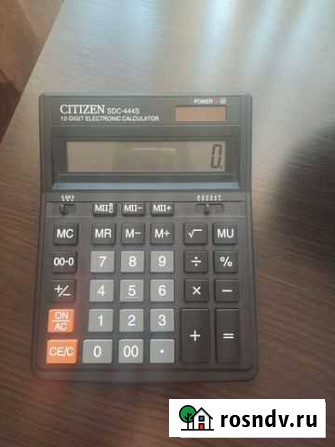 CITIZEN SDC-444S
12-DIGIT ELECTRONIC CALCULATOR
POWER
0.
MII- MII+
MC MR M- M+ √ MU
00→0 7 8 9 ÷ %
+/- 4 5 6 × −
ON/AC 1 2 3 + =
CE/C 0 00 ·
rosndv.ru